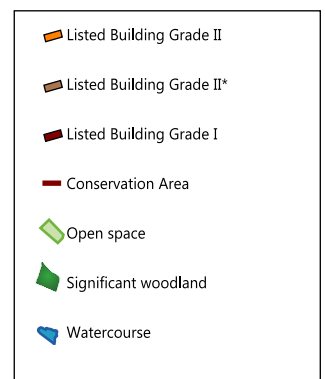 Listed Building Grade II
Listed Building Grade II*
Listed Building Grade I
Conservation Area
Open space
Significant woodland
Watercourse